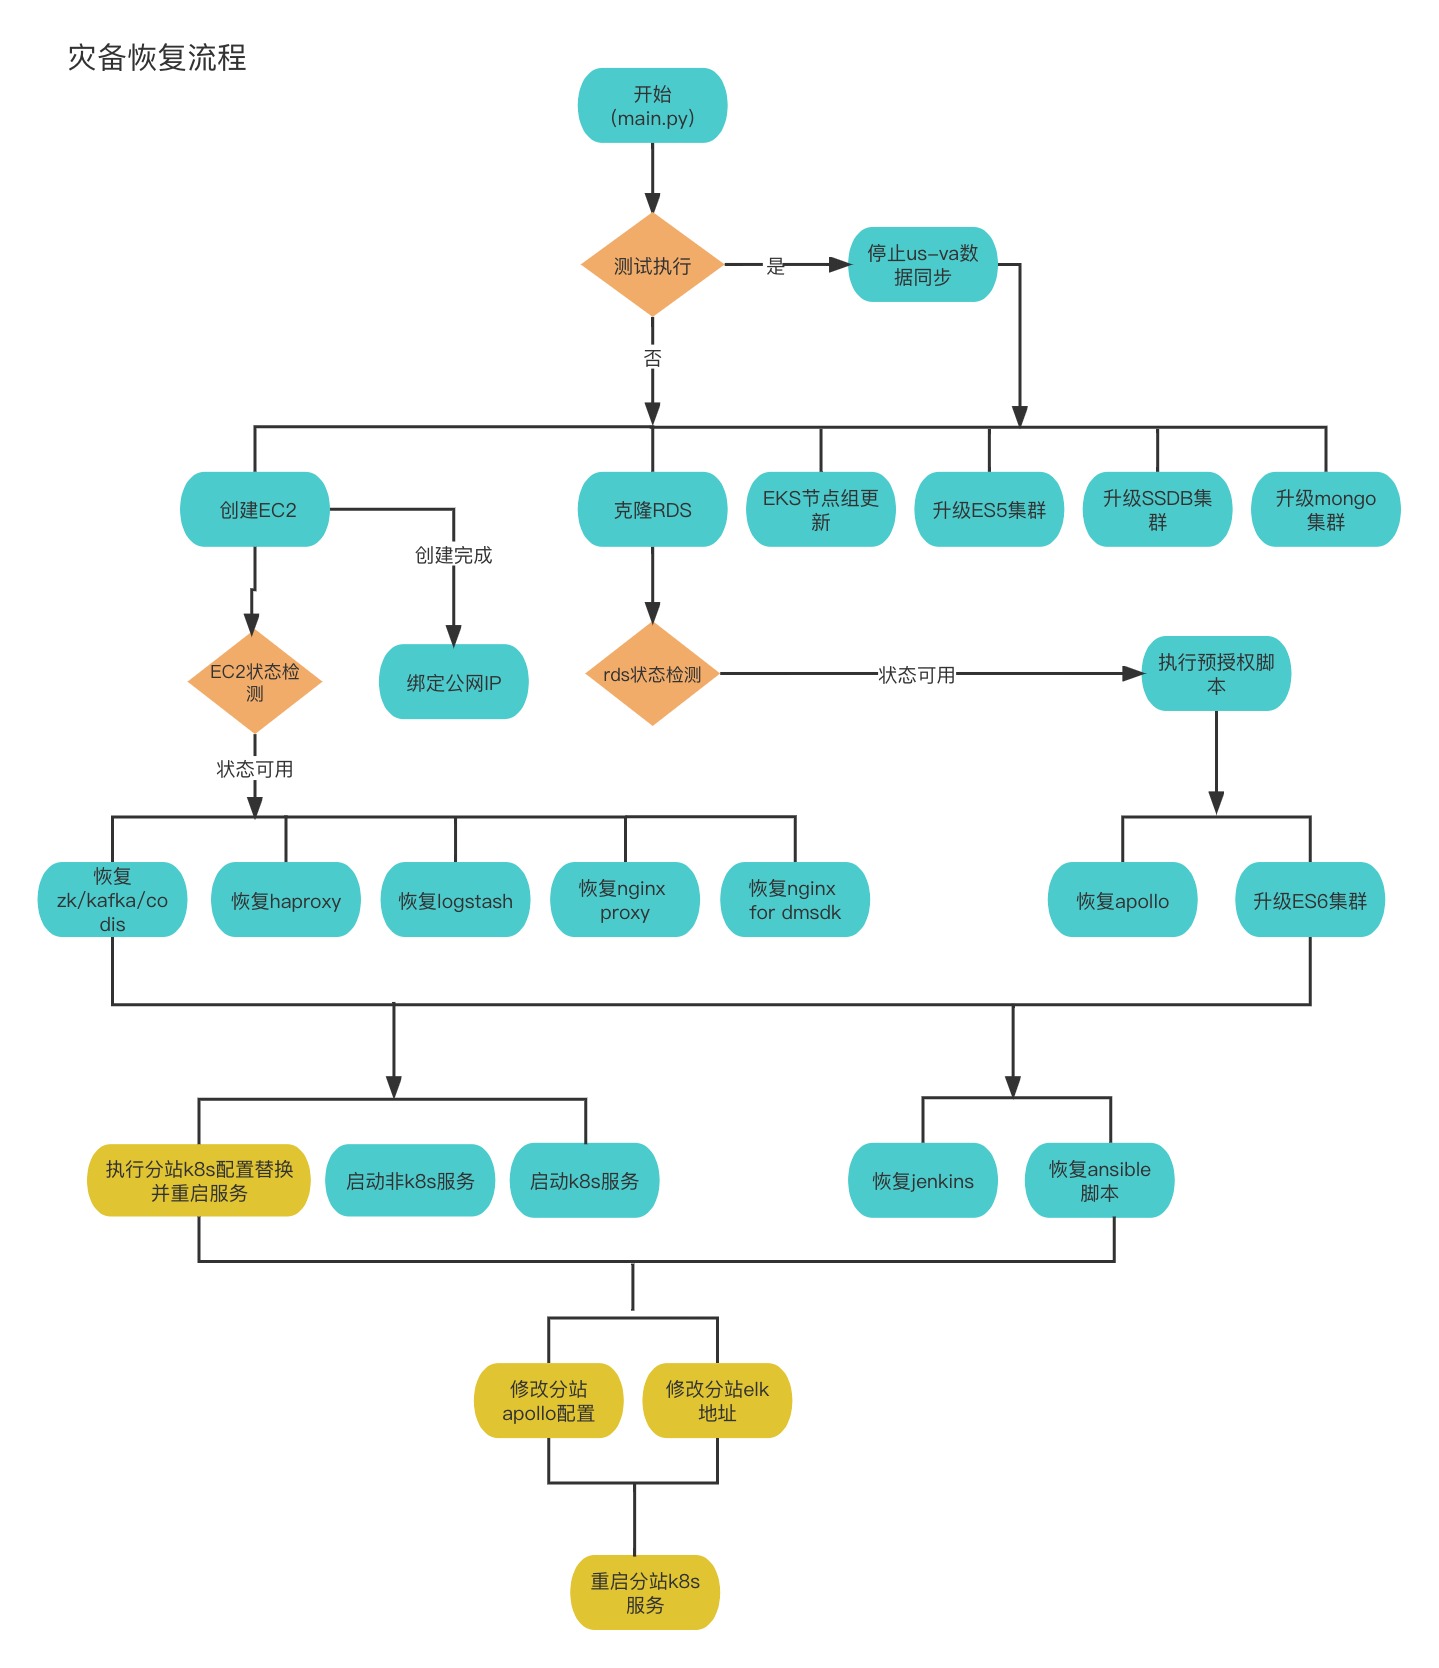 灾备恢复流程
开始
（main.py）
测试执行
是
停止us-va数
据同步
否
创建EC2
克隆RDS
EKS节点组更
新
升级ES5集群
升级SSDB集
群
升级mongo
集群
创建完成
EC2状态检
测
绑定公网IP
rds状态检测
状态可用
执行预授权脚
本
状态可用
恢复
zk/kafka/co
dis
恢复haproxy
恢复logstash
恢复nginx
proxy
恢复nginx
for dmsdk
恢复apollo
升级ES6集群
执行分站k8s配置替换
并重启服务
启动非k8s服务
启动k8s服务
恢复jenkins
恢复ansible
脚本
修改分站
apollo配置
修改分站elk
地址
重启分站k8s
服务